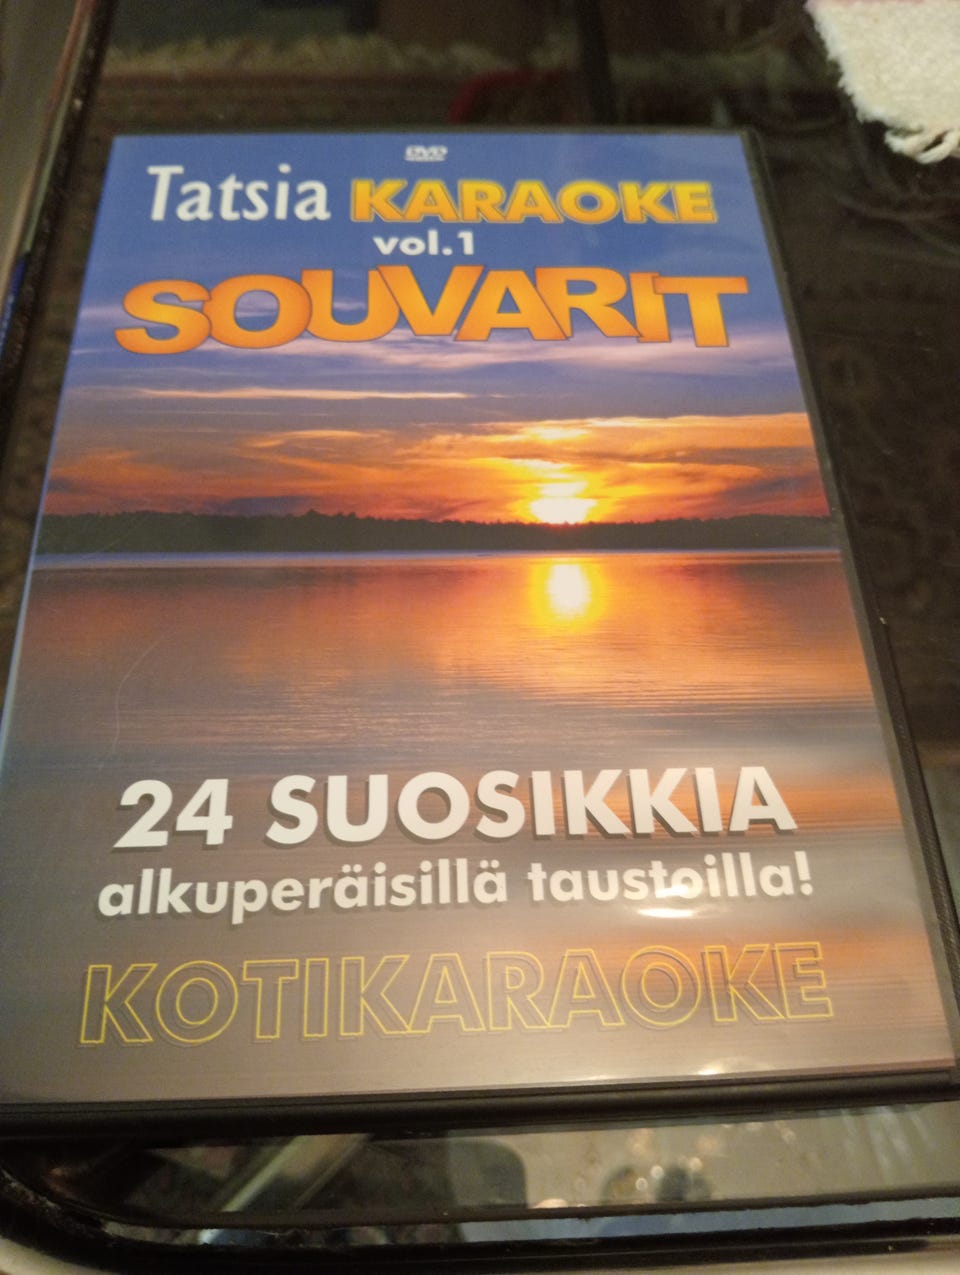 DVD
Tatsia KARAOKE
vol.1
SOUVARIT
24 SUOSIKKIA
alkuperäisillä taustoilla!
KOTIKARAOKE